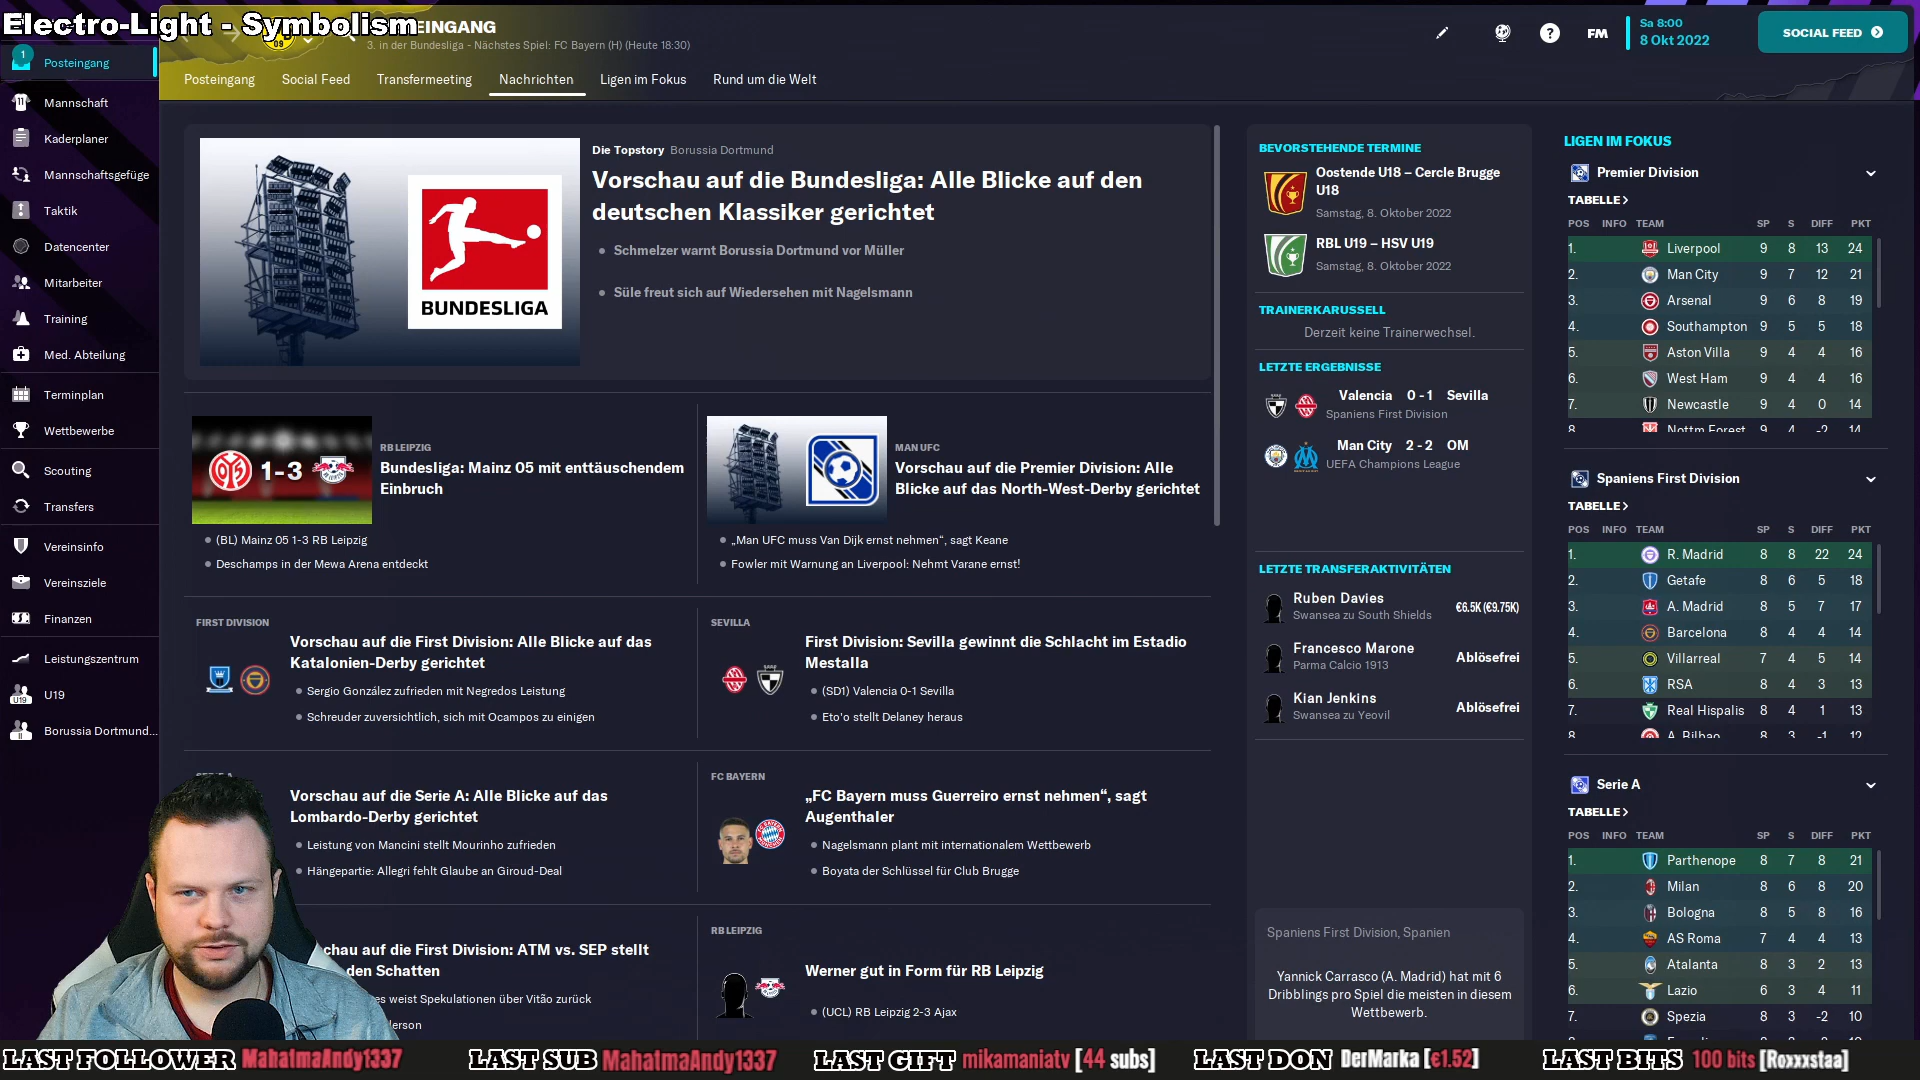 Electro-Light - Symbolism
EINGANG
3. in der Bundesliga - Nächstes Spiel: FC Bayern (H) (Heute 18:30)
FM
Sa 8:00
8 Okt 2022
SOCIAL FEED
1
Posteingang
Posteingang
Social Feed
Transfermeeting
Nachrichten
Ligen im Fokus
Rund um die Welt
Mannschaft
Kaderplaner
Mannschaftsgefüge
Taktik
Datencenter
Mitarbeiter
Training
Med. Abteilung
Terminplan
Wettbewerbe
Scouting
Transfers
Vereinsinfo
Vereinsziele
Finanzen
Leistungszentrum
U19
Borussia Dortmund...
Die Topstory Borussia Dortmund
Vorschau auf die Bundesliga: Alle Blicke auf den
deutschen Klassiker gerichtet
Schmelzer warnt Borussia Dortmund vor Müller
Süle freut sich auf Wiedersehen mit Nagelsmann
BUNDESLIGA
RB LEIPZIG
Bundesliga: Mainz 05 mit enttäuschendem
Einbruch
1-3
(BL) Mainz 05 1-3 RB Leipzig
Deschamps in der Mewa Arena entdeckt
MAN UFC
Vorschau auf die Premier Division: Alle
Blicke auf das North-West-Derby gerichtet
„Man UFC muss Van Dijk ernst nehmen“, sagt Keane
Fowler mit Warnung an Liverpool: Nehmt Varane ernst!
FIRST DIVISION
Vorschau auf die First Division: Alle Blicke auf das
Katalonien-Derby gerichtet
Sergio González zufrieden mit Negredos Leistung
Schreuder zuversichtlich, sich mit Ocampos zu einigen
SEVILLA
First Division: Sevilla gewinnt die Schlacht im Estadio
Mestalla
(SD1) Valencia 0-1 Sevilla
Eto'o stellt Delaney heraus
SERIE A
Vorschau auf die Serie A: Alle Blicke auf das
Lombardo-Derby gerichtet
Leistung von Mancini stellt Mourinho zufrieden
Hängepartie: Allegri fehlt Glaube an Giroud-Deal
FC BAYERN
„FC Bayern muss Guerreiro ernst nehmen“, sagt
Augenthaler
Nagelsmann plant mit internationalem Wettbewerb
Boyata der Schlüssel für Club Brugge
chau auf die First Division: ATM vs. SEP stellt
den Schatten
es weist Spekulationen über Vitão zurück
erson
RB LEIPZIG
Werner gut in Form für RB Leipzig
(UCL) RB Leipzig 2-3 Ajax
BEVORSTEHENDE TERMINE
Oostende U18 – Cercle Brugge
U18
Samstag, 8. Oktober 2022
RBL U19 – HSV U19
Samstag, 8. Oktober 2022
TRAINERKARUSSELL
Derzeit keine Trainerwechsel.
LETZTE ERGEBNISSE
Valencia 0 - 1 Sevilla
Spaniens First Division
Man City 2 - 2 OM
UEFA Champions League
LETZTE TRANSFERAKTIVITÄTEN
Ruben Davies
Swansea zu South Shields
€6.5K (€9.75K)
Francesco Marone
Parma Calcio 1913
Ablösefrei
Kian Jenkins
Swansea zu Yeovil
Ablösefrei
Spaniens First Division, Spanien
Yannick Carrasco (A. Madrid) hat mit 6
Dribblings pro Spiel die meisten in diesem
Wettbewerb.
LIGEN IM FOKUS
Premier Division
TABELLE
POS INFO TEAM SP S DIFF PKT
1. Liverpool 9 8 13 24
2. Man City 9 7 12 21
3. Arsenal 9 6 8 19
4. Southampton 9 5 5 18
5. Aston Villa 9 4 4 16
6. West Ham 9 4 4 16
7. Newcastle 9 4 0 14
8. Nottm Forest 9 4 -2 14
Spaniens First Division
TABELLE
POS INFO TEAM SP S DIFF PKT
1. R. Madrid 8 8 22 24
2. Getafe 8 6 5 18
3. A. Madrid 8 5 7 17
4. Barcelona 8 4 4 14
5. Villarreal 7 4 5 14
6. RSA 8 4 3 13
7. Real Hispalis 8 4 1 13
8. A. Bilbao 8 3 -1 12
Serie A
TABELLE
POS INFO TEAM SP S DIFF PKT
1. Parthenope 8 7 8 21
2. Milan 8 6 8 20
3. Bologna 8 5 8 16
4. AS Roma 7 4 4 13
5. Atalanta 8 3 2 13
6. Lazio 6 3 4 11
7. Spezia 8 3 -2 10
LAST FOLLOWER MahatmaAndy1337
LAST SUB MahatmaAndy1337
LAST GIFT mikamaniatv [44 subs]
LAST DON DerMarka [€1.52]
LAST BITS 100 bits [Roxxxstaa]